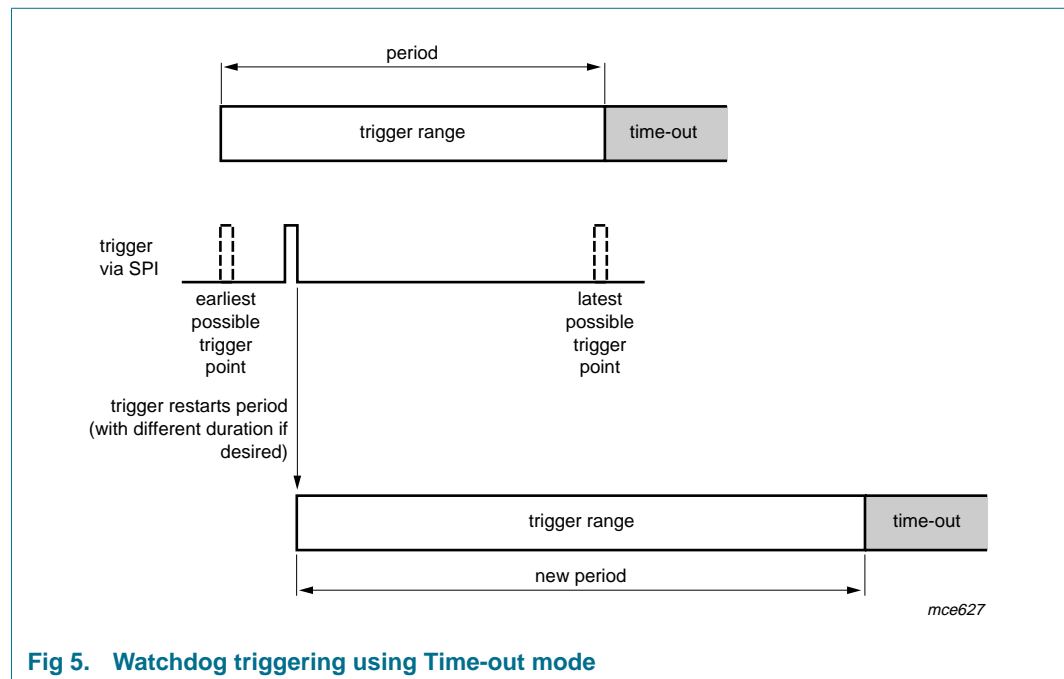 period
trigger range
time-out
trigger
via SPI
earliest
possible
trigger
point
latest
possible
trigger
point
trigger restarts period
(with different duration if
desired)
trigger range
time-out
new period
mce627
Fig 5. Watchdog triggering using Time-out mode